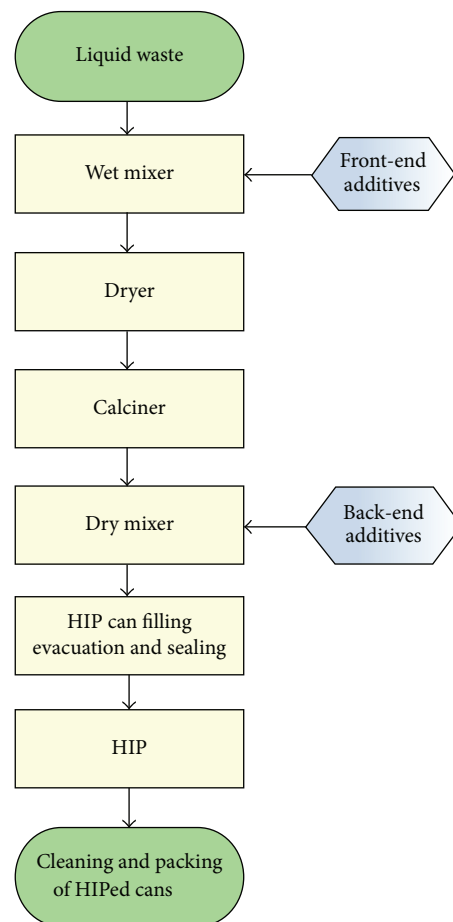 Liquid waste
Wet mixer
Front-end
additives
Dryer
Calciner
Dry mixer
Back-end
additives
HIP can filling
evacuation and sealing
HIP
Cleaning and packing
of HIPed cans